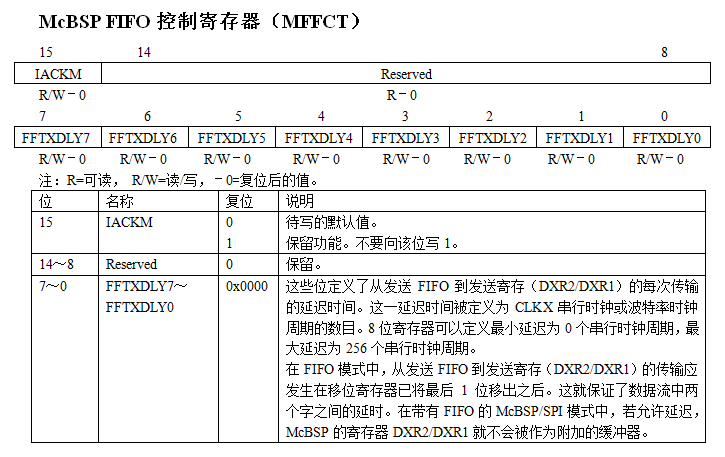 McBSP FIFO 控制寄存器（MFFCT）
15 14 8
IACKM Reserved
R/W－0 R－0
7 6 5 4 3 2 1 0
FFTXDLY7 FFTXDLY6 FFTXDLY5 FFTXDLY4 FFTXDLY3 FFTXDLY2 FFTXDLY1 FFTXDLY0
R/W－0 R/W－0 R/W－0 R/W－0 R/W－0 R/W－0 R/W－0 R/W－0
注：R=可读， R/W=读/写，－0=复位后的值。
位 名称 复位 说明
15 IACKM 0 待写的默认值。
1 保留功能。不要向该位写 1。
14～8 Reserved 0 保留。
7～0 FFTXDLY7～ 0x0000 这些位定义了从发送 FIFO 到发送寄存（DXR2/DXR1）的每次传输
FFTXDLY0 的延迟时间。这一延迟时间被定义为 CLKX 串行时钟或波特率时钟
周期的数目。8 位寄存器可以定义最小延迟为 0 个串行时钟周期，最
大延迟为 256 个串行时钟周期。
在 FIFO 模式中，从发送 FIFO 到发送寄存（DXR2/DXR1）的传输应
发生在移位寄存器已将最后 1 位移出之后。这就保证了数据流中两
个字之间的延时。在带有 FIFO 的 McBSP/SPI 模式中，若允许延迟，
McBSP 的寄存器 DXR2/DXR1 就不会被作为附加的缓冲器。